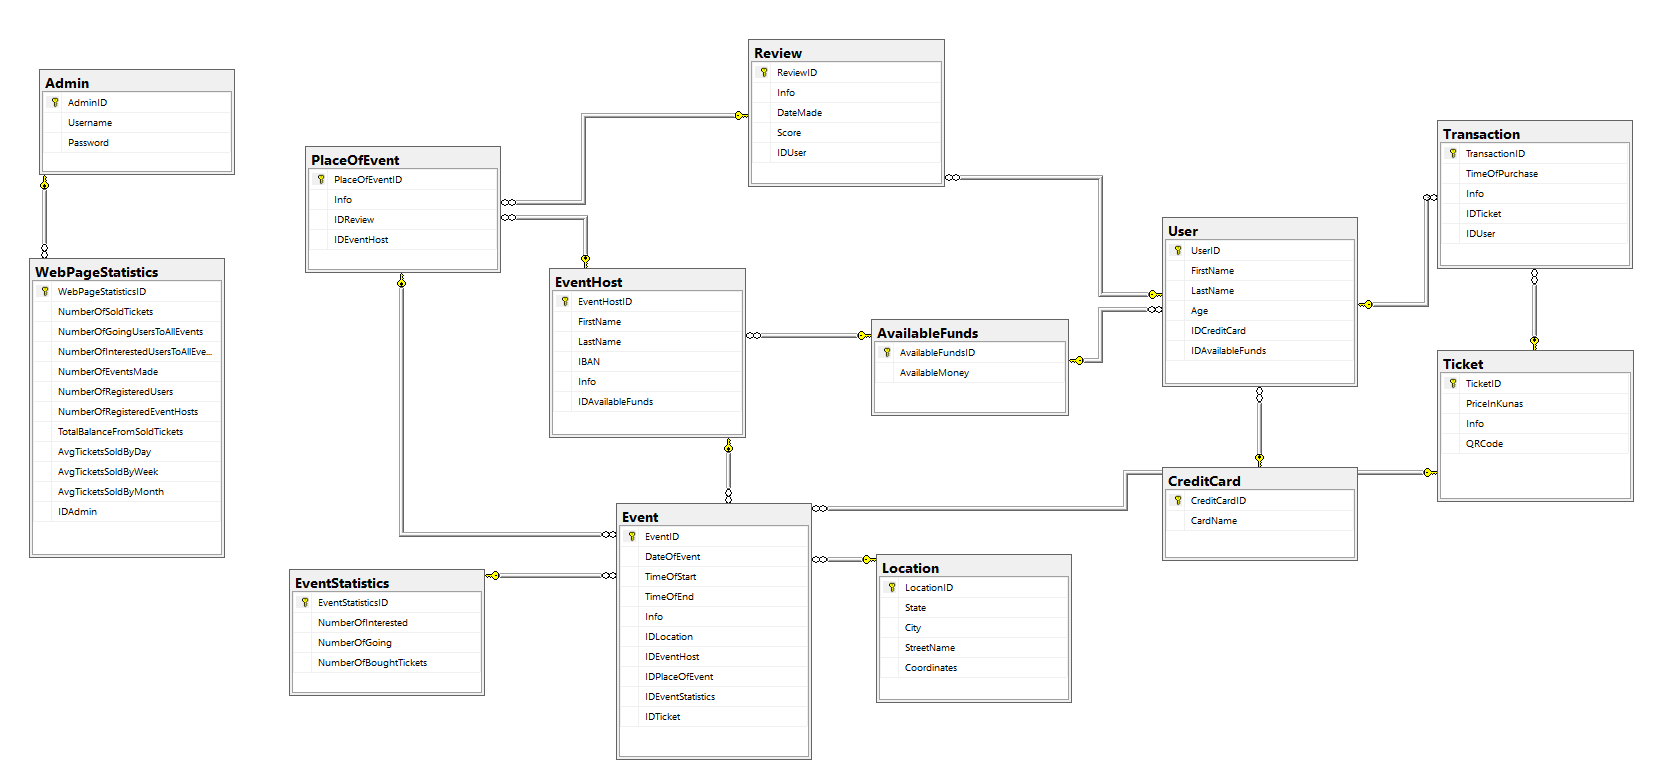 Admin
AdminID
Username
Password
WebPageStatistics
WebPageStatisticsID
NumberOfSoldTickets
NumberOfGoingUsersToAllEvents
NumberOfInterestedUsersToAllEve...
NumberOfEventsMade
NumberOfRegisteredUsers
NumberOfRegisteredEventHosts
TotalBalanceFromSoldTickets
AvgTicketsSoldByDay
AvgTicketsSoldByWeek
AvgTicketsSoldByMonth
IDAdmin
PlaceOfEvent
PlaceOfEventID
Info
IDReview
IDEventHost
EventStatistics
EventStatisticsID
NumberOfInterested
NumberOfGoing
NumberOfBoughtTickets
Review
ReviewID
Info
DateMade
Score
IDUser
EventHost
EventHostID
FirstName
LastName
IBAN
Info
IDAvailableFunds
Event
EventID
DateOfEvent
TimeOfStart
TimeOfEnd
Info
IDLocation
IDEventHost
IDPlaceOfEvent
IDEventStatistics
IDTicket
AvailableFunds
AvailableFundsID
AvailableMoney
Location
LocationID
State
City
StreetName
Coordinates
User
UserID
FirstName
LastName
Age
IDCreditCard
IDAvailableFunds
CreditCard
CreditCardID
CardName
Transaction
TransactionID
TimeOfPurchase
Info
IDTicket
IDUser
Ticket
TicketID
PriceInKunas
Info
QRCode